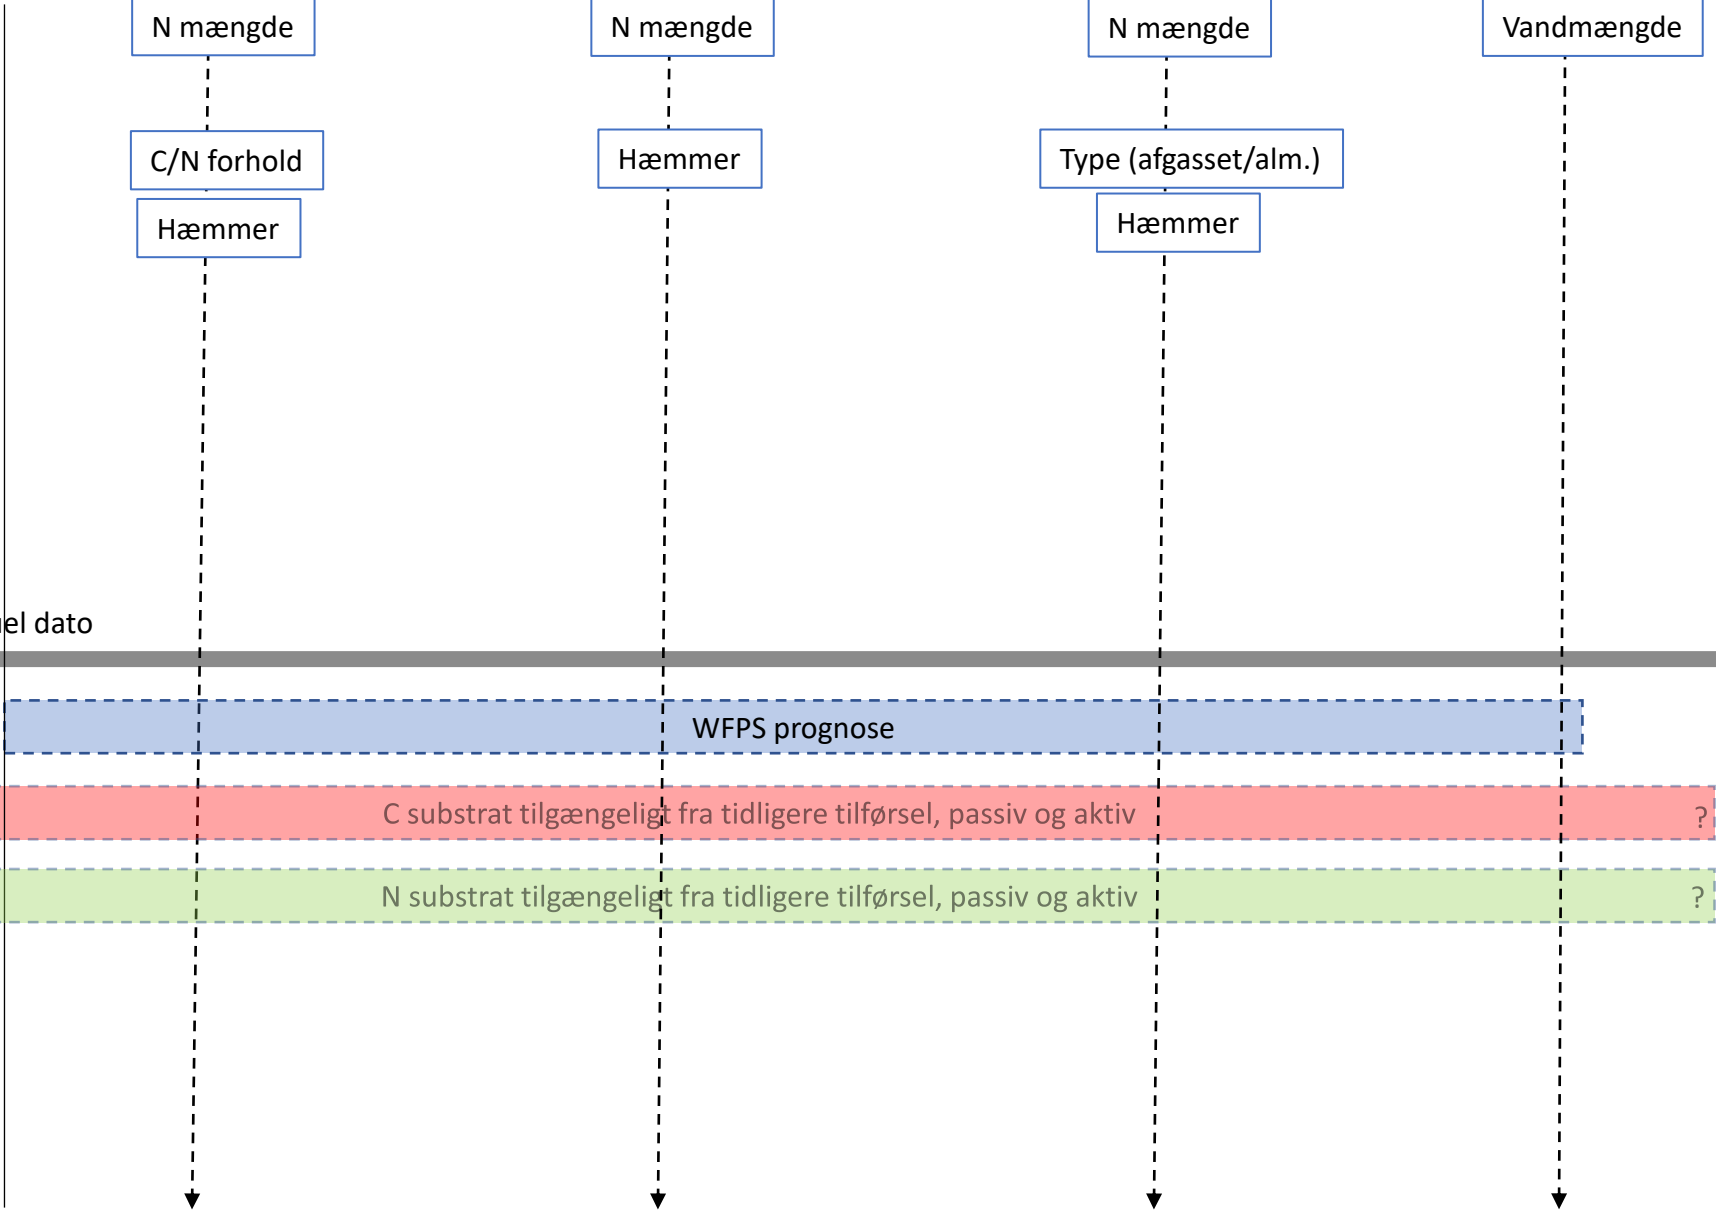 N mængde
N mængde
N mængde
Vandmængde
C/N forhold
Hæmmer
Type (afgasset/alm.)
Hæmmer
Hæmmer
dato
WFPS prognose
C substrat tilgængeligt fra tidligere tilførsel, passiv og aktiv
?
N substrat tilgængeligt fra tidligere tilførsel, passiv og aktiv
?